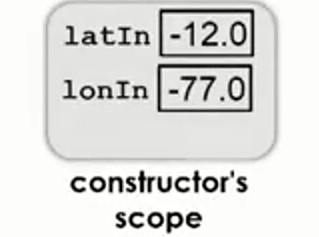 latIn -12.0
lonIn -77.0
constructor's
scope